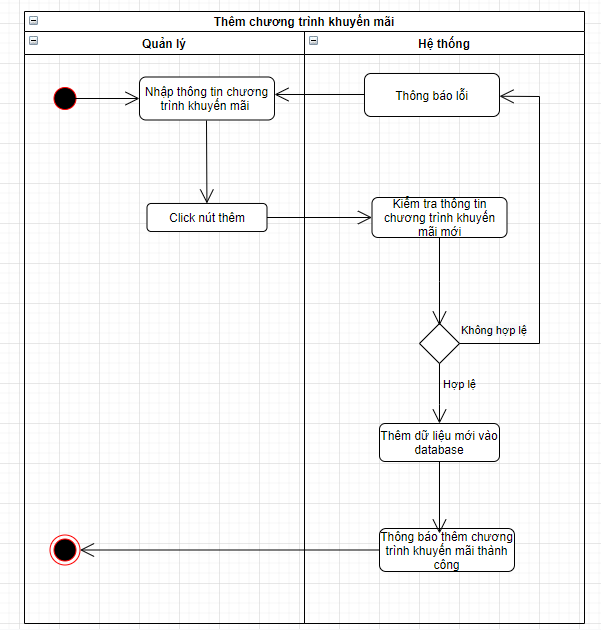 Thêm chương trình khuyến mãi
Quản lý
Hệ thống
Nhập thông tin chương
trình khuyến mãi
Thông báo lỗi
Click nút thêm
Kiểm tra thông tin
chương trình khuyến
mãi mới
Không hợp lệ
Hợp lệ
Thêm dữ liệu mới vào
database
Thông báo thêm chương
trình khuyến mãi thành
công